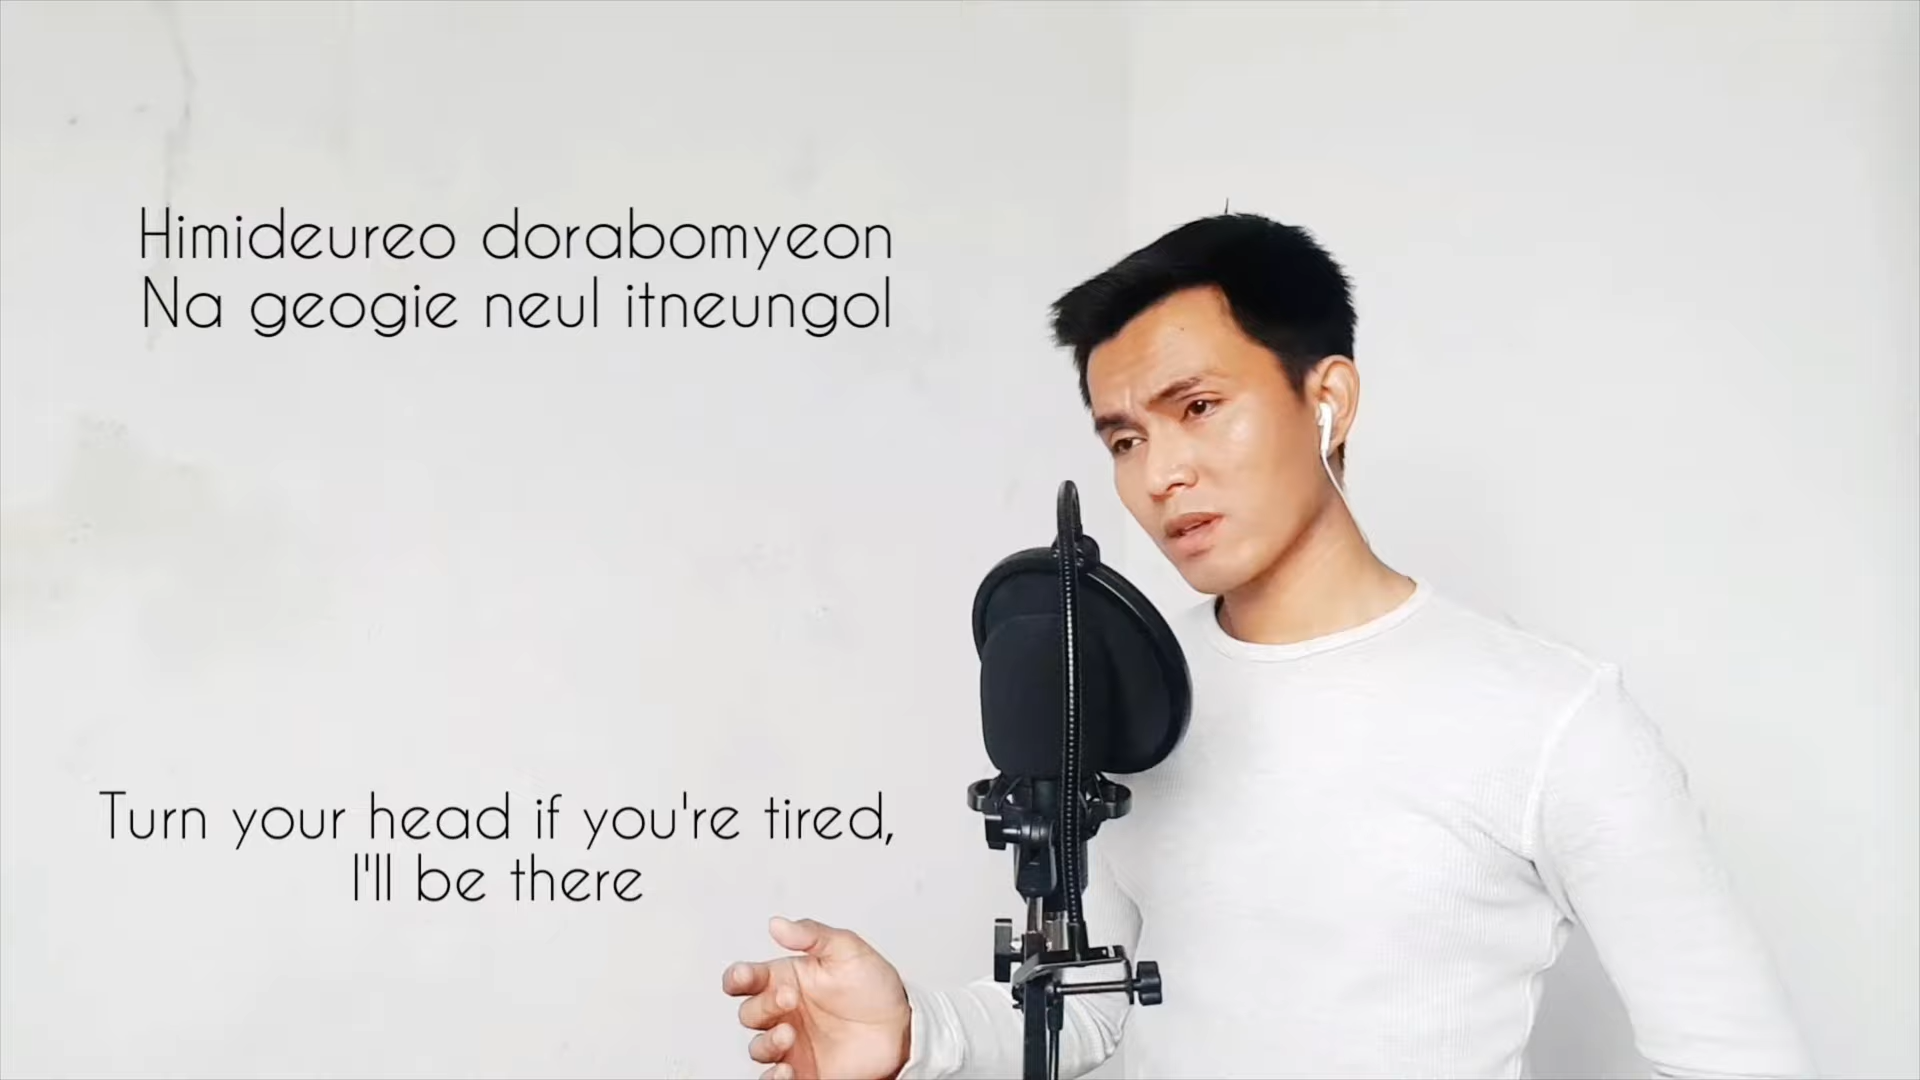 Himideureo dorabomyeon
Na geogie neul itneungol
Turn your head if you're tired,
I'll be there